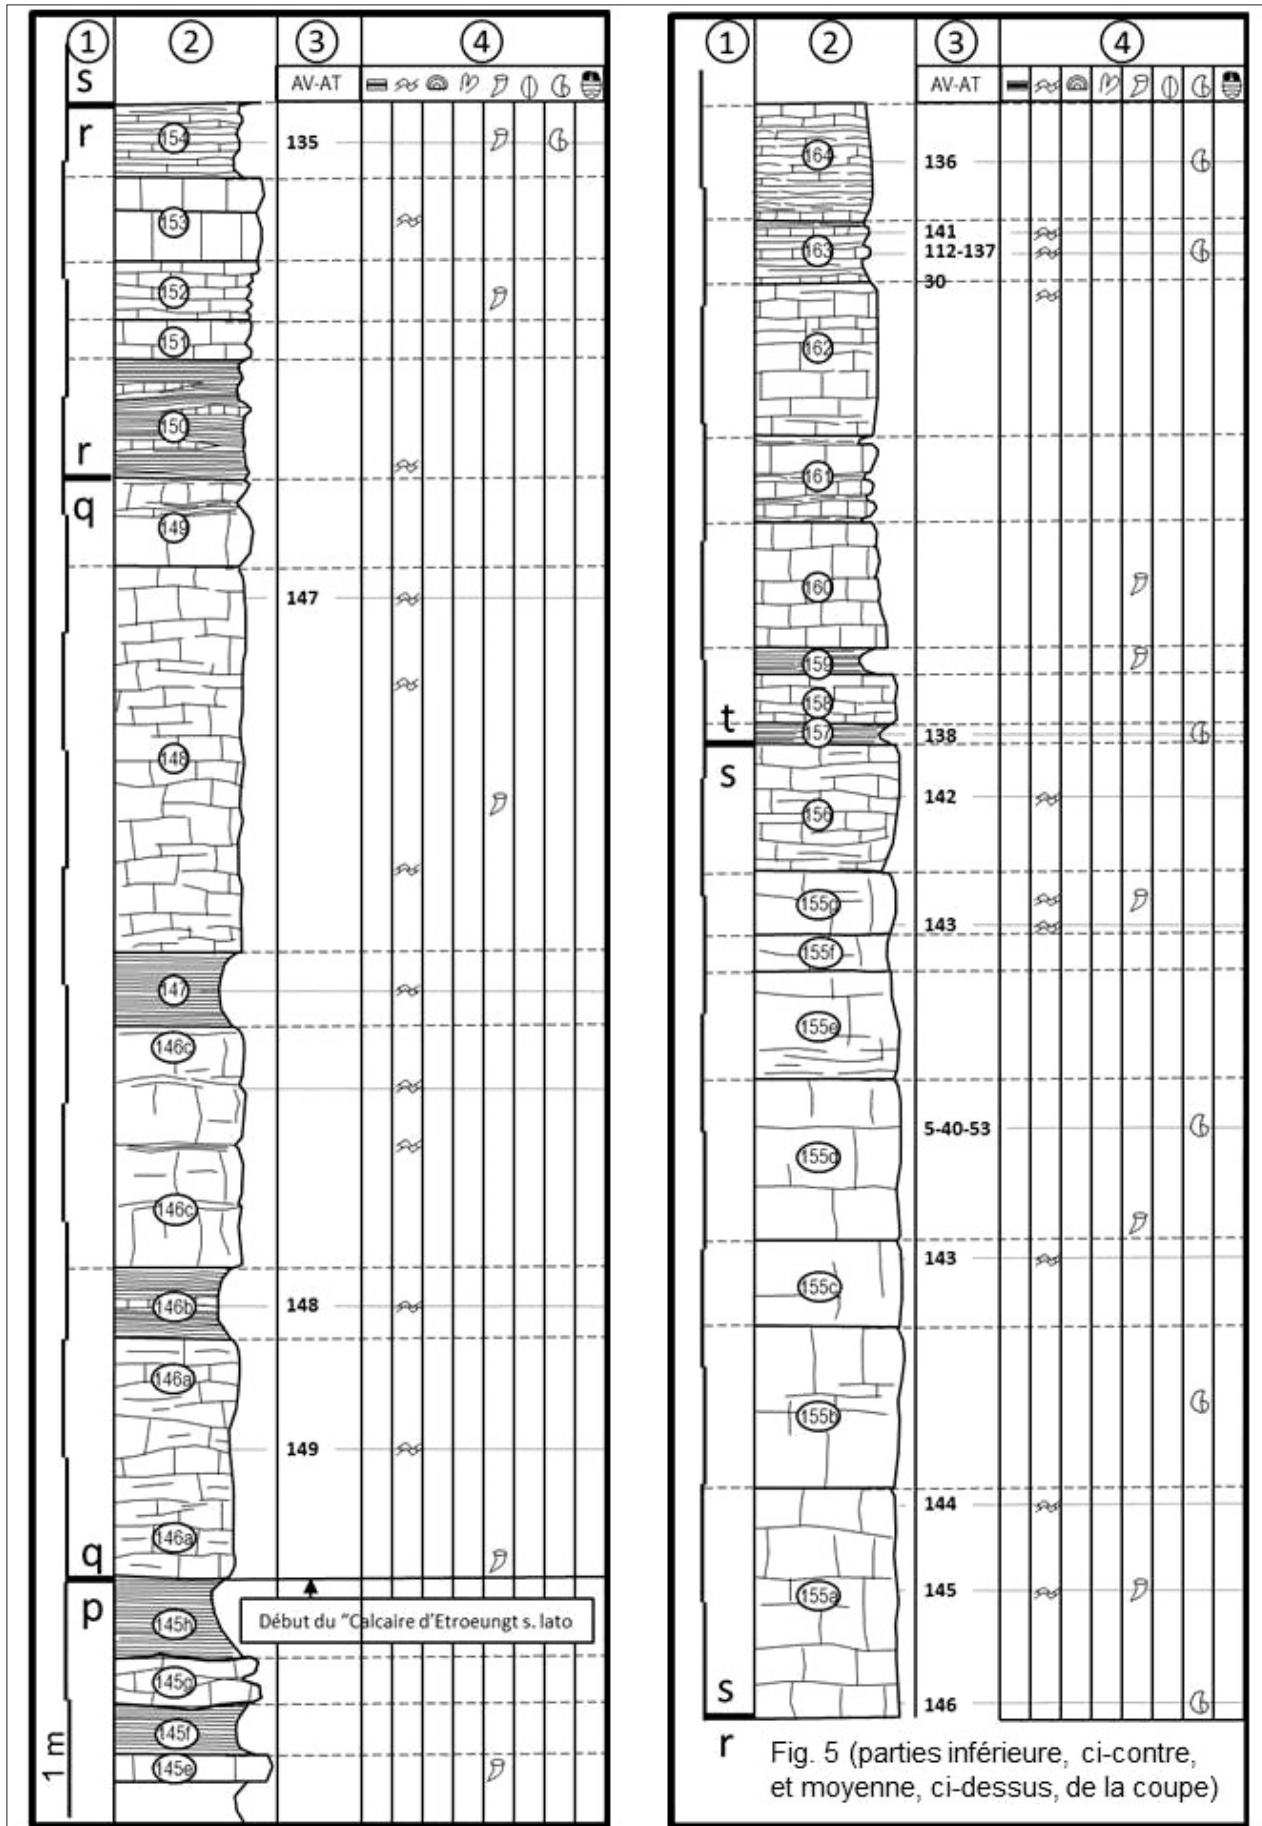 1 2 3 4
s AV-AT
r 154 135
153
152
151
150
r
q 149
147
148
147
146c
146c
146b 148
146a
149
146a
q
p Début du "Calcaire d'Etroeungt s. lato
145h
145g
145f
1 m 145e
1 2 3 4
AV-AT
164 136
141
163 112-137
30
162
161
160
159
158
t 157 138
s
142
156
155g
143
155f
155e
5-40-53
155d
143
155c
155b
144
155a 145
s 146
r
Fig. 5 (parties inférieure, ci-contre,
et moyenne, ci-dessus, de la coupe)